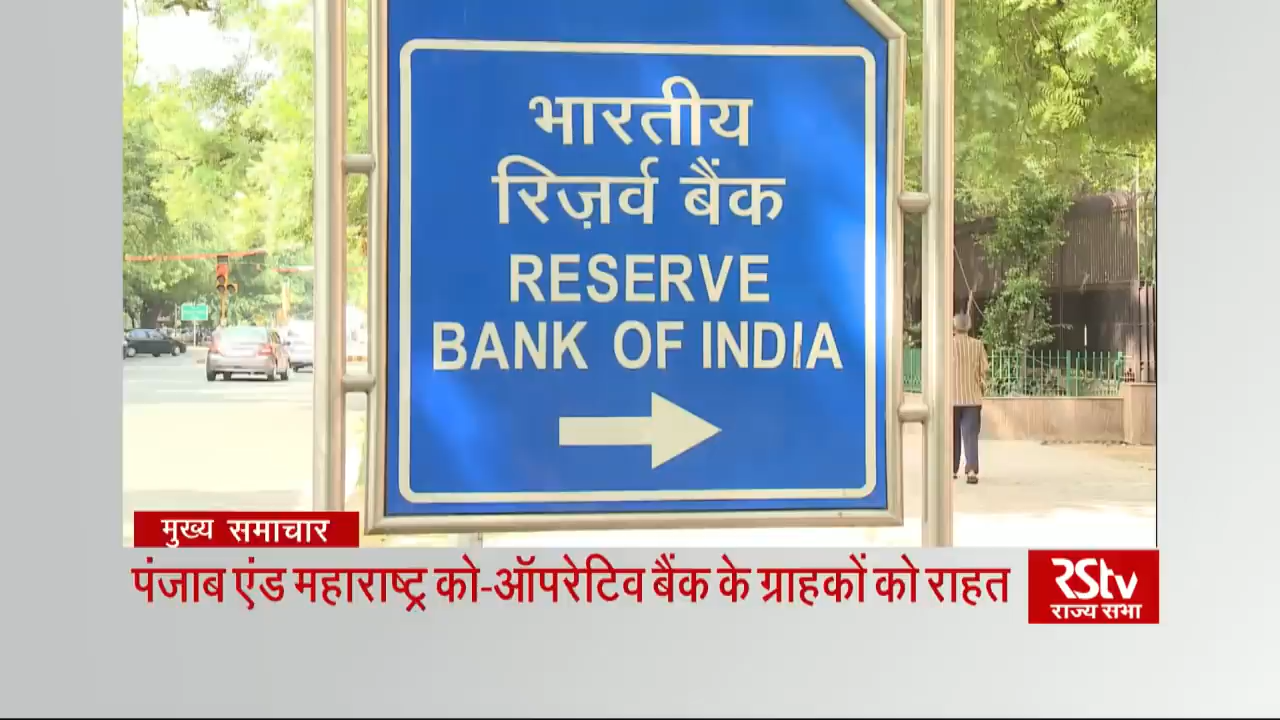 भारतीय
रिज़र्व बैंक
RESERVE
BANK OF INDIA
मुख्य समाचार
पंजाब एंड महाराष्ट्र को-ऑपरेटिव बैंक के ग्राहकों को राहत
RStv
राज्य सभा